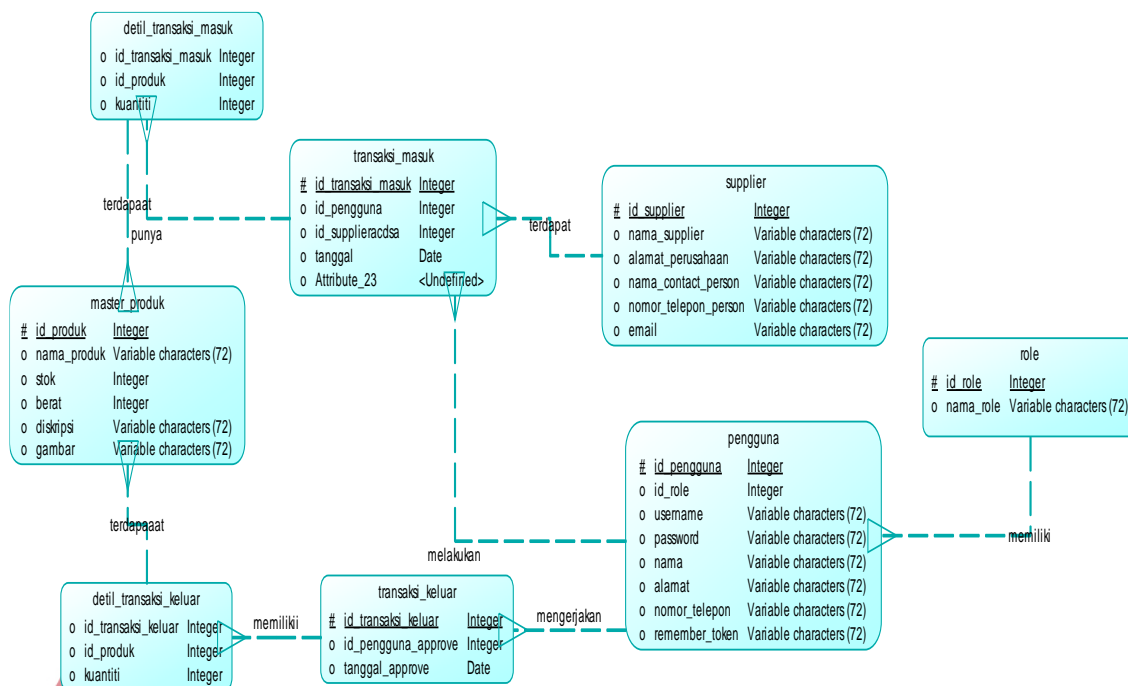 detil_transaksi_masuk
o id_transaksi_masuk Integer
o id_produk Integer
o kuantiti Integer
terdapaat
punya
transaksi_masuk
# id_transaksi_masuk Integer
o id_pengguna Integer
o id_supplieracdsa Integer
o tanggal Date
o Attribute_23 <Undefined>
terdapat
supplier
# id_supplier Integer
o nama_supplier Variable characters (72)
o alamat_perusahaan Variable characters (72)
o nama_contact_person Variable characters (72)
o nomor_telepon_person Variable characters (72)
o email Variable characters (72)
master_produk
# id_produk Integer
o nama_produk Variable characters (72)
o stok Integer
o berat Integer
o diskripsi Variable characters (72)
o gambar Variable characters (72)
role
# id_role Integer
o nama_role Variable characters (72)
pengguna
# id_pengguna Integer
o id_role Integer
o username Variable characters (72)
o password Variable characters (72)
o nama Variable characters (72)
o alamat Variable characters (72)
o nomor_telepon Variable characters (72)
o remember_token Variable characters (72)
memiliki
terdapaaat
melakukan
detil_transaksi_keluar
o id_transaksi_keluar Integer
o id_produk Integer
o kuantiti Integer
memilikii
transaksi_keluar
# id_transaksi_keluar Integer
o id_pengguna_approve Integer
o tanggal_approve Date
mengerjakan